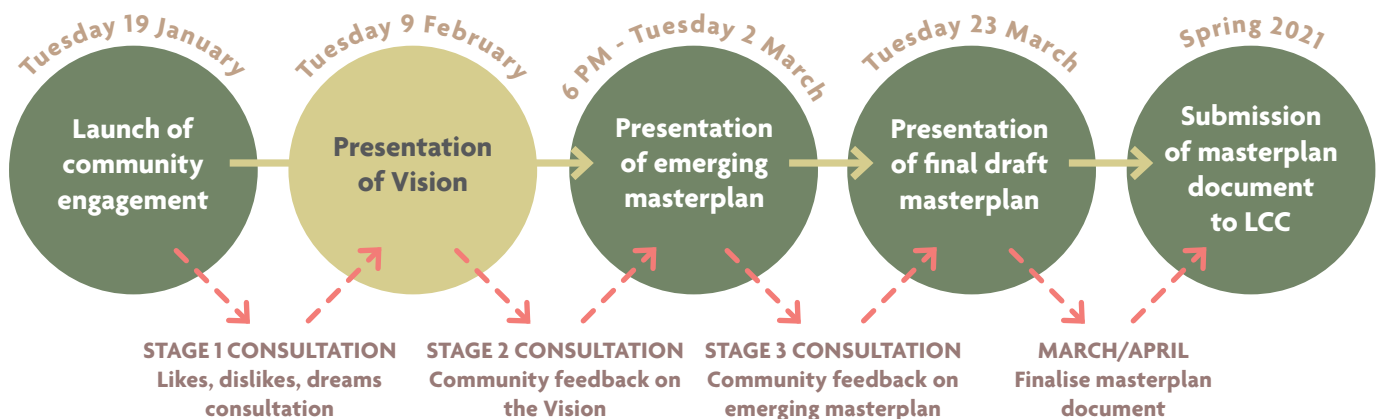 Tuesday 19 January
Tuesday 9 February
6 PM - Tuesday 2 March
Tuesday 23 March
Spring 2021
Launch of
community
engagement
Presentation
of Vision
Presentation
of emerging
masterplan
Presentation
of final draft
masterplan
Submission
of masterplan
document
to LCC
STAGE 1 CONSULTATION
Likes, dislikes, dreams
consultation
STAGE 2 CONSULTATION
Community feedback on
the Vision
STAGE 3 CONSULTATION
Community feedback on
emerging masterplan
MARCH/APRIL
Finalise masterplan
document